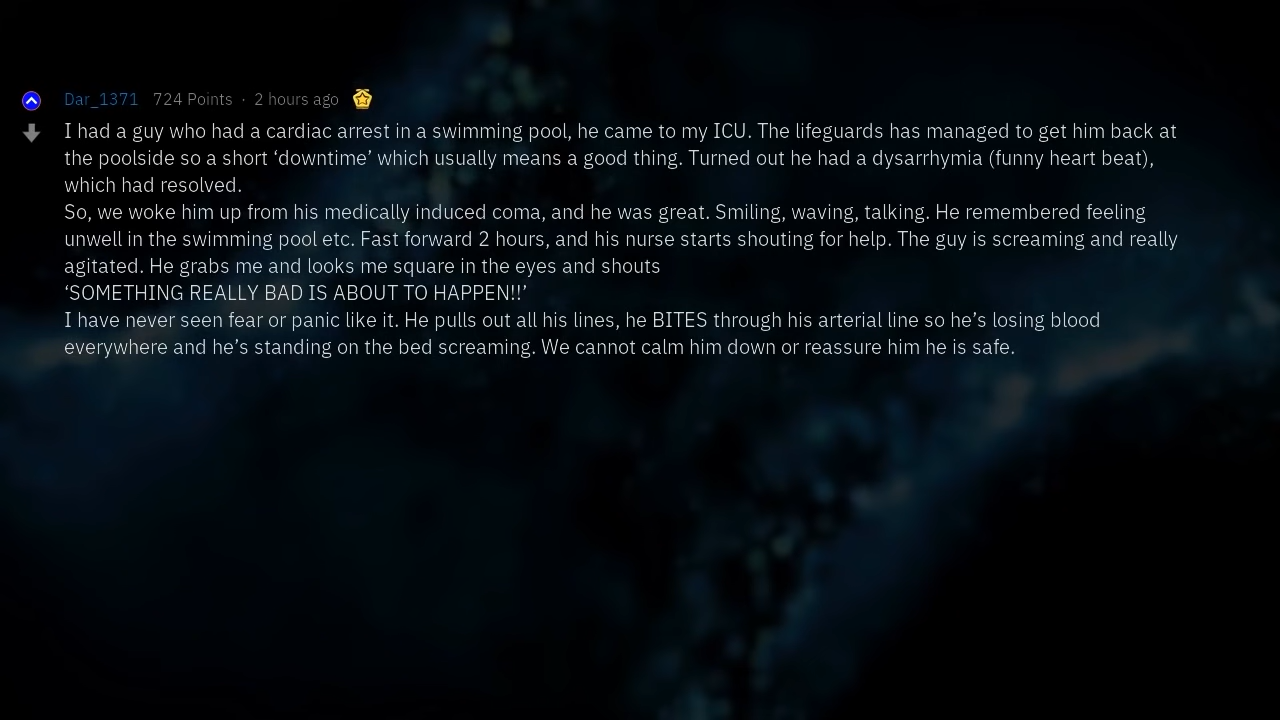 Dar_1371 724 Points · 2 hours ago
I had a guy who had a cardiac arrest in a swimming pool, he came to my ICU. The lifeguards has managed to get him back at
the poolside so a short ‘downtime’ which usually means a good thing. Turned out he had a dysarrhymia (funny heart beat),
which had resolved.
So, we woke him up from his medically induced coma, and he was great. Smiling, waving, talking. He remembered feeling
unwell in the swimming pool etc. Fast forward 2 hours, and his nurse starts shouting for help. The guy is screaming and really
agitated. He grabs me and looks me square in the eyes and shouts
‘SOMETHING REALLY BAD IS ABOUT TO HAPPEN!!’
I have never seen fear or panic like it. He pulls out all his lines, he BITES through his arterial line so he’s losing blood
everywhere and he’s standing on the bed screaming. We cannot calm him down or reassure him he is safe.